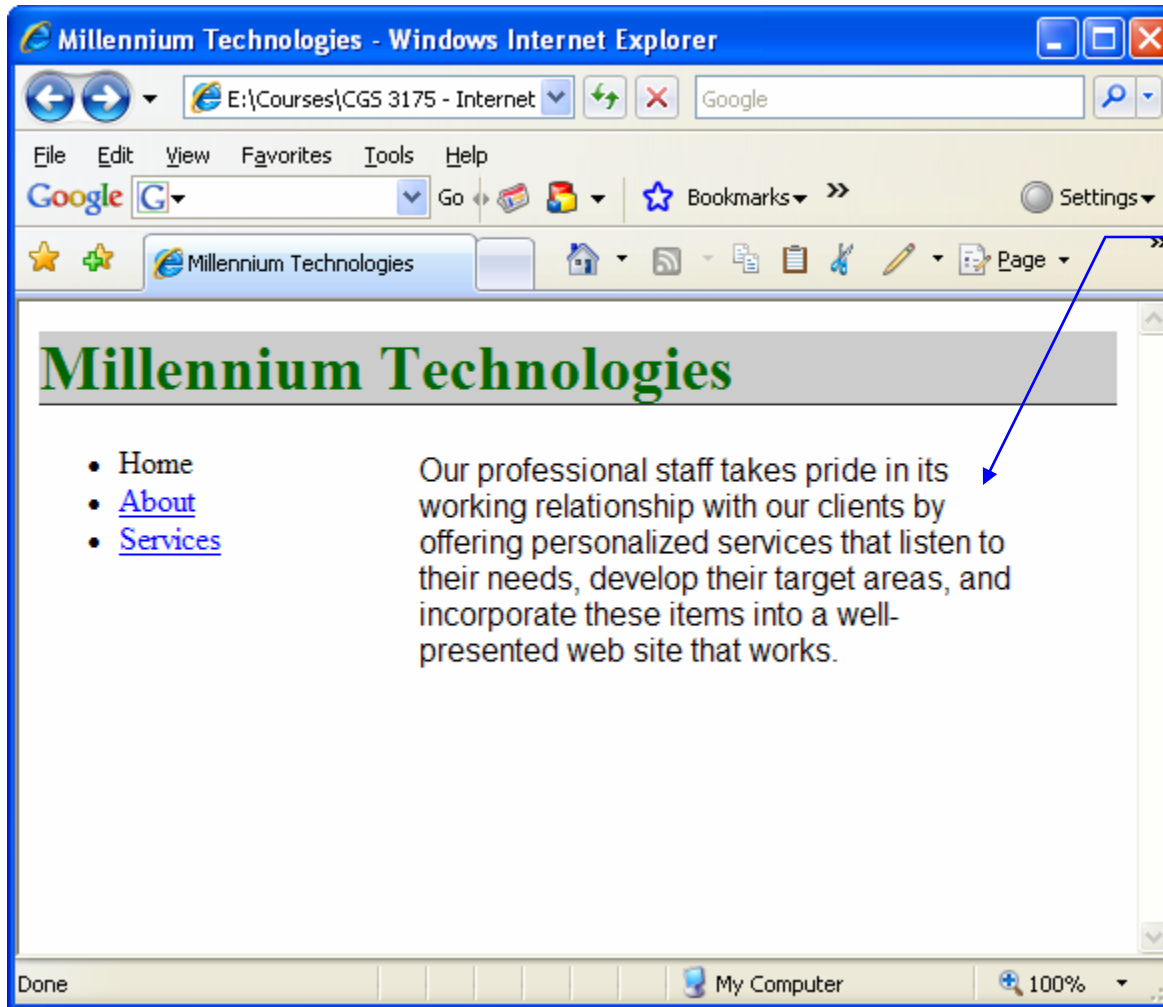 Millennium Technologies - Windows Internet Explorer
E:\Courses\CGS 3175 - Internet
Google
File Edit View Favorites Tools Help
Google G Go Bookmarks » Settings
Millennium Technologies Page »
Millennium Technologies
• Home
• About
• Services
Our professional staff takes pride in its
working relationship with our clients by
offering personalized services that listen to
their needs, develop their target areas, and
incorporate these items into a well-
presented web site that works.
Done My Computer 100%